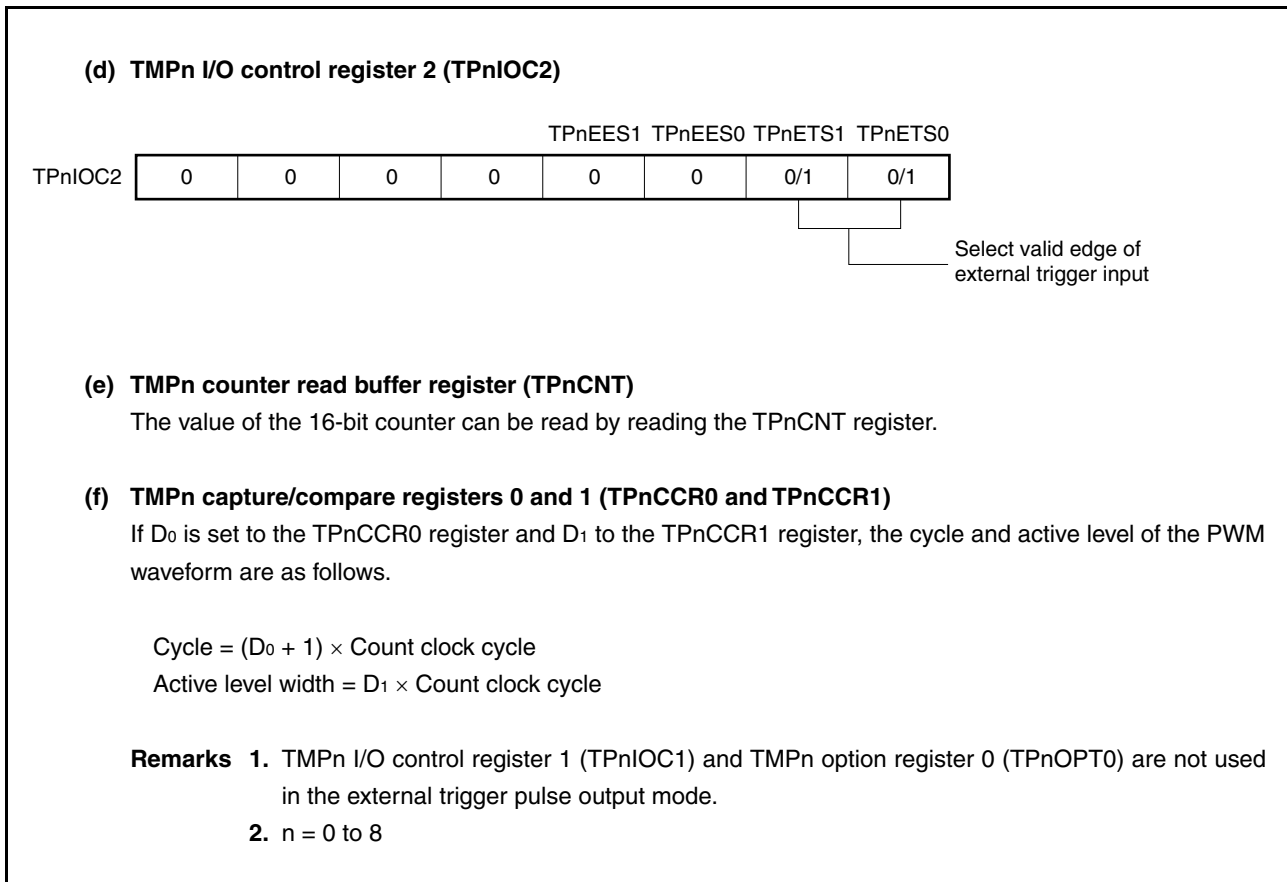 (d) TMPn I/O control register 2 (TPnIOC2)
TPnEES1 TPnEES0 TPnETS1 TPnETS0
TPnIOC2 0 0 0 0 0 0 0/1 0/1
Select valid edge of
external trigger input
(e) TMPn counter read buffer register (TPnCNT)
The value of the 16-bit counter can be read by reading the TPnCNT register.
(f) TMPn capture/compare registers 0 and 1 (TPnCCR0 and TPnCCR1)
If D0 is set to the TPnCCR0 register and D1 to the TPnCCR1 register, the cycle and active level of the PWM
waveform are as follows.
Cycle = (D0 + 1) × Count clock cycle
Active level width = D1 × Count clock cycle
Remarks 1. TMPn I/O control register 1 (TPnIOC1) and TMPn option register 0 (TPnOPT0) are not used
in the external trigger pulse output mode.
2. n = 0 to 8